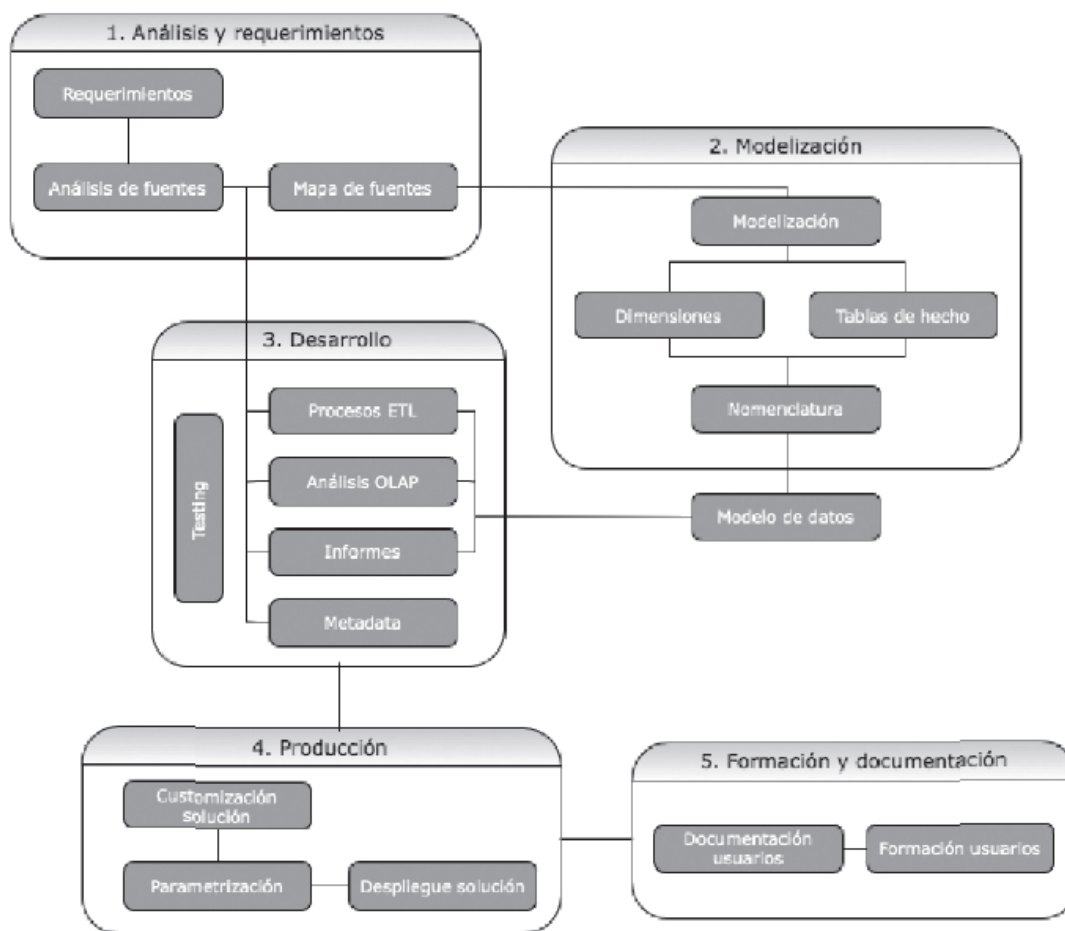 1. Análisis y requerimientos
Requerimientos
Análisis de fuentes
Mapa de fuentes
2. Modelización
Modelización
Dimensiones
Tablas de hecho
Nomenclatura
Modelo de datos
3. Desarrollo
Testing
Procesos ETL
Análisis OLAP
Informes
Metadata
4. Producción
Customización
solución
Parametrización
Despliegue solución
5. Formación y documentación
Documentación
usuarios
Formación usuarios